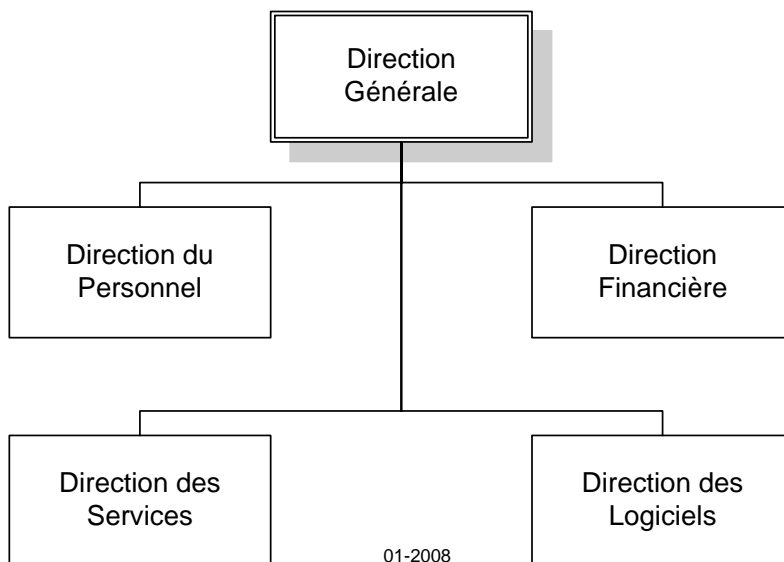 Direction
Générale
Direction du
Personnel
Direction
Financière
Direction des
Services
Direction des
Logiciels
01-2008